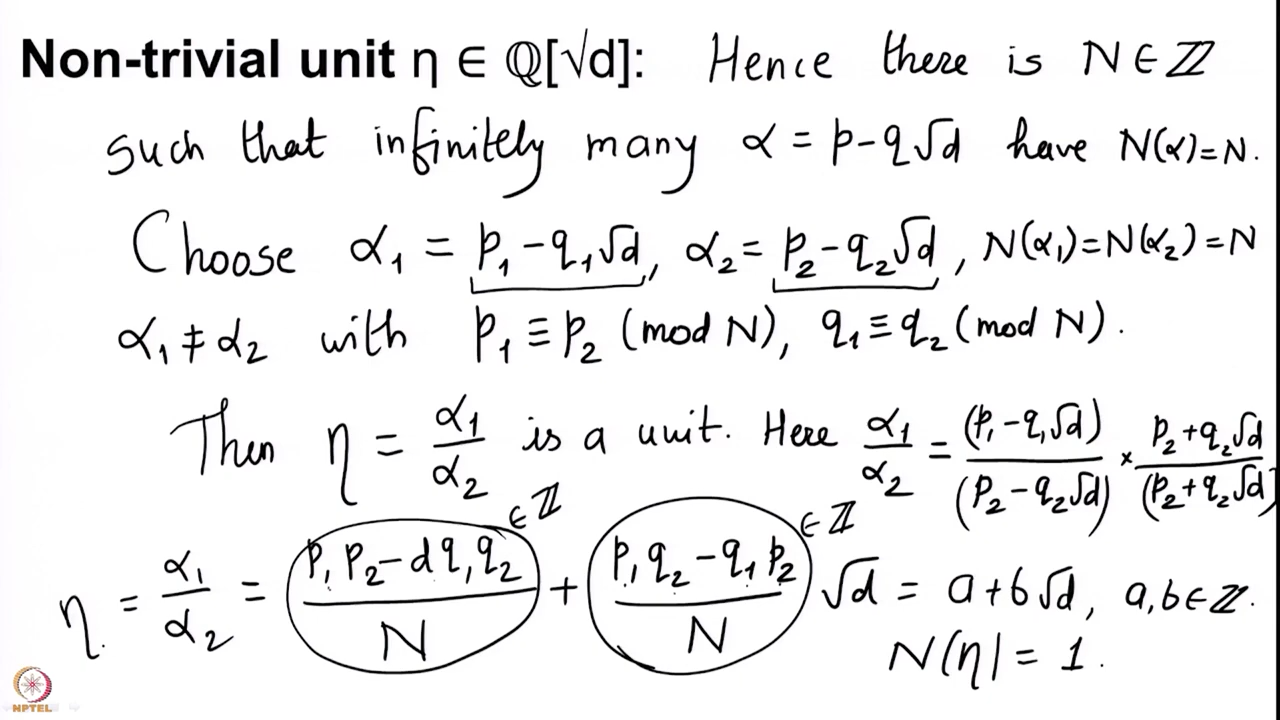 Non-trivial unit η ∈ ℚ[√d]: Hence there is N ∈ ℤ
such that infinitely many α = p - q√d have N(α) = N.
Choose α₁ = p₁ - q₁√d, α₂ = p₂ - q₂√d, N(α₁) = N(α₂) = N
α₁ ≠ α₂ with p₁ ≡ p₂ (mod N), q₁ ≡ q₂ (mod N).
Then η = α₁/α₂ is a unit. Here α₁/α₂ = (p₁ - q₁√d)/(p₂ - q₂√d) × (p₂ + q₂√d)/(p₂ + q₂√d)
∈ ℤ ∈ ℤ
η = α₁/α₂ = (p₁p₂ - dq₁q₂)/N + (p₁q₂ - q₁p₂)/N √d = a + b√d, a, b ∈ ℤ.
N(η) = 1.
NPTEL